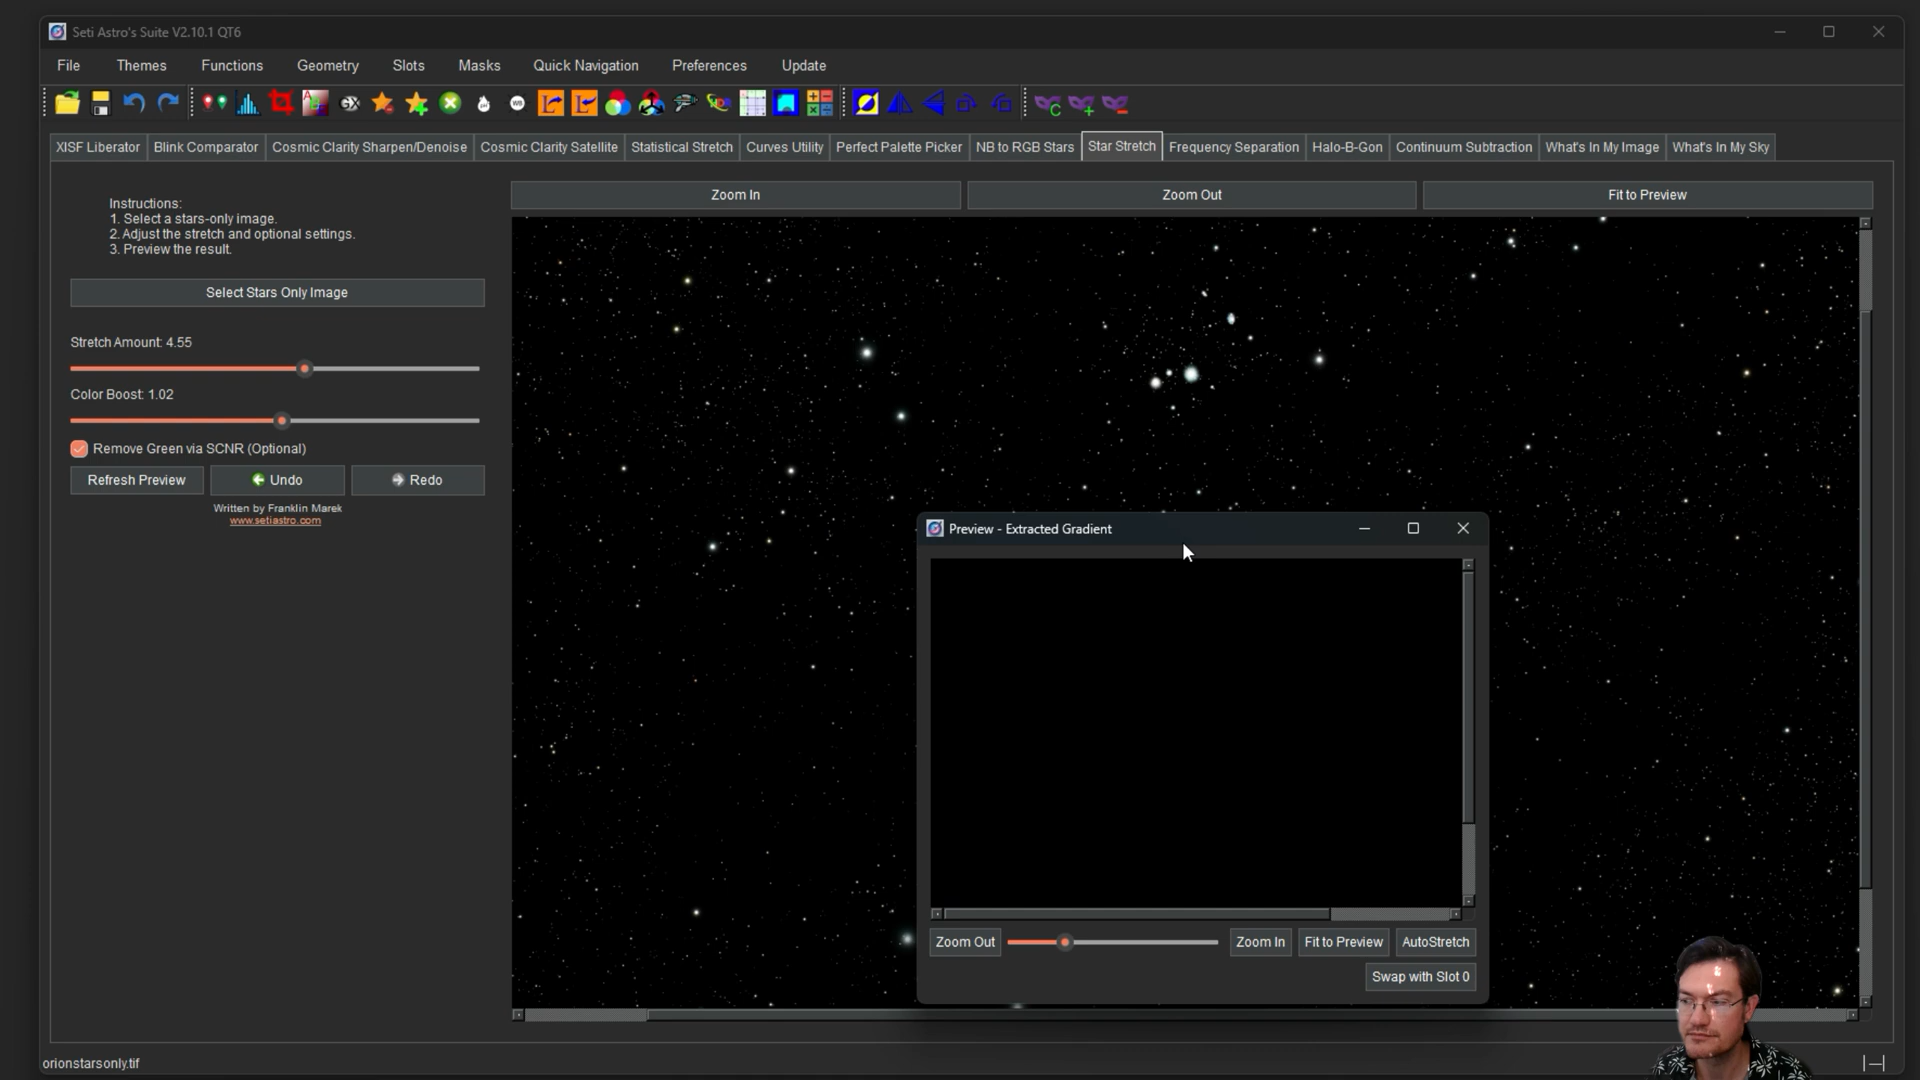 Seti Astro's Suite V2.10.1 QT6
File Themes Functions Geometry Slots Masks Quick Navigation Preferences Update
XISF Liberator Blink Comparator Cosmic Clarity Sharpen/Denoise Cosmic Clarity Satellite Statistical Stretch Curves Utility Perfect Palette Picker NB to RGB Stars Star Stretch Frequency Separation Halo-B-Gon Continuum Subtraction What's In My Image What's In My Sky
Zoom In Zoom Out Fit to Preview
Instructions:
1. Select a stars-only image.
2. Adjust the stretch and optional settings.
3. Preview the result.
Select Stars Only Image
Stretch Amount: 4.55
Color Boost: 1.02
Remove Green via SCNR (Optional)
Refresh Preview Undo Redo
Written by Franklin Marek
www.setiastro.com
Preview - Extracted Gradient
Zoom Out Zoom In Fit to Preview AutoStretch
Swap with Slot 0
orionstarsonly.tif